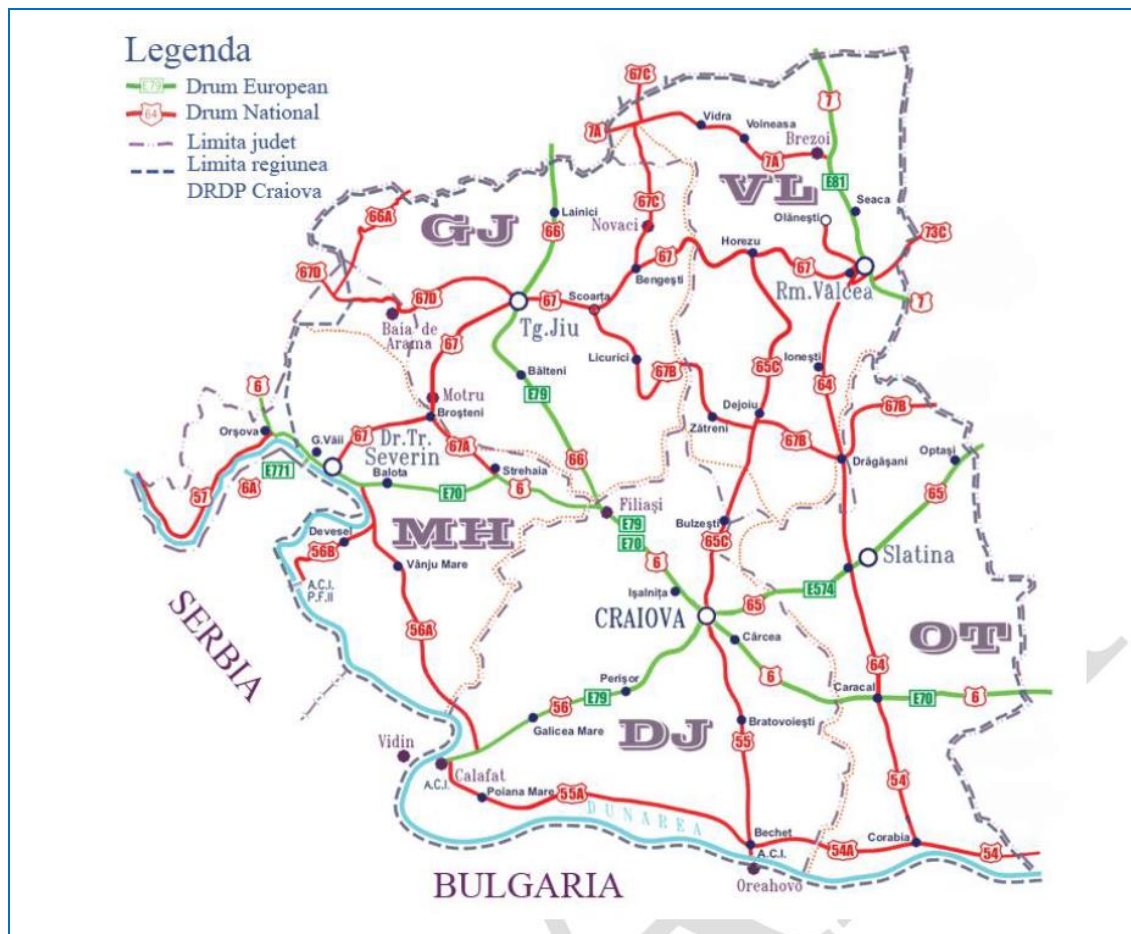 Legenda
E79 Drum European
64 Drum National
Limita judet
Limita regiunea
DRDP Craiova
67C
7
7A
Vidra
Voineasa
Brezoi
7A
VL
E81
66A
GJ
Lainici
66
67C
Novaci
Olănești
Seaca
73C
67D
67D
67
Bengești
Horezu
67
Rm.Vâlcea
7
Baia de
Arama
Tg.Jiu
67
Scoarța
67
Licurici
67B
65C
Ionești
64
6
Bălteni
E79
Motru
Broșteni
Dejoiu
Zătreni
67B
67B
Orșova
G.Văii
67
Dr.Tr.
Severin
67A
66
Drăgășani
Optași
E771
57
6A
Balota
E70
Strehaia
6
65
Filiași
MH
E79
E70
Bulzești
65C
Slatina
Devesel
56B
A.C.I.
P.F.II
Vânju Mare
6
Ișalnița
E574
65
SERBIA
56A
CRAIOVA
Cârcea
OT
64
6
Caracal
E70
6
Perișor
E79
56
Galicea Mare
DJ
Bratovoiești
55
Vidin
A.C.I.
Calafat
Poiana Mare
55A
DUNAREA
54
Bechet
A.C.I.
54A
Corabia
54
Oreahovo
BULGARIA